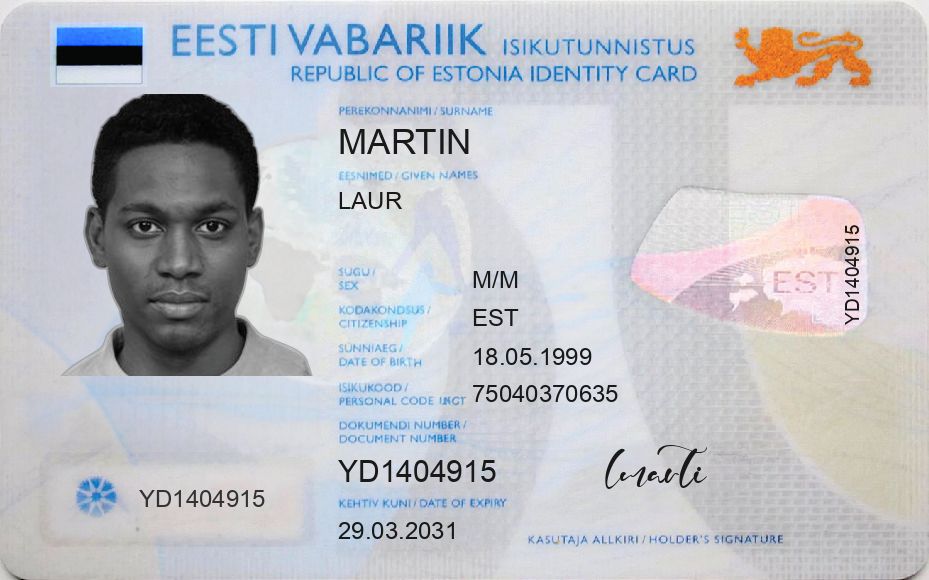 EESTI VABARIIK ISIKUTUNNISTUS
REPUBLIC OF ESTONIA IDENTITY CARD
PEREKONNANIMI / SURNAME
MARTIN
EESNIMED / GIVEN NAMES
LAUR
SUGU /
SEX
M/M
KODAKONDSUS /
CITIZENSHIP
EST
SÜNNIAEG /
DATE OF BIRTH
18.05.1999
ISIKUKOOD /
PERSONAL CODE
75040370635
DOKUMENDI NUMBER /
DOCUMENT NUMBER
YD1404915
KEHTIV KUNI / DATE OF EXPIRY
29.03.2031
YD1404915
EST
YD1404915
KASUTAJA ALLKIRI / HOLDER'S SIGNATURE